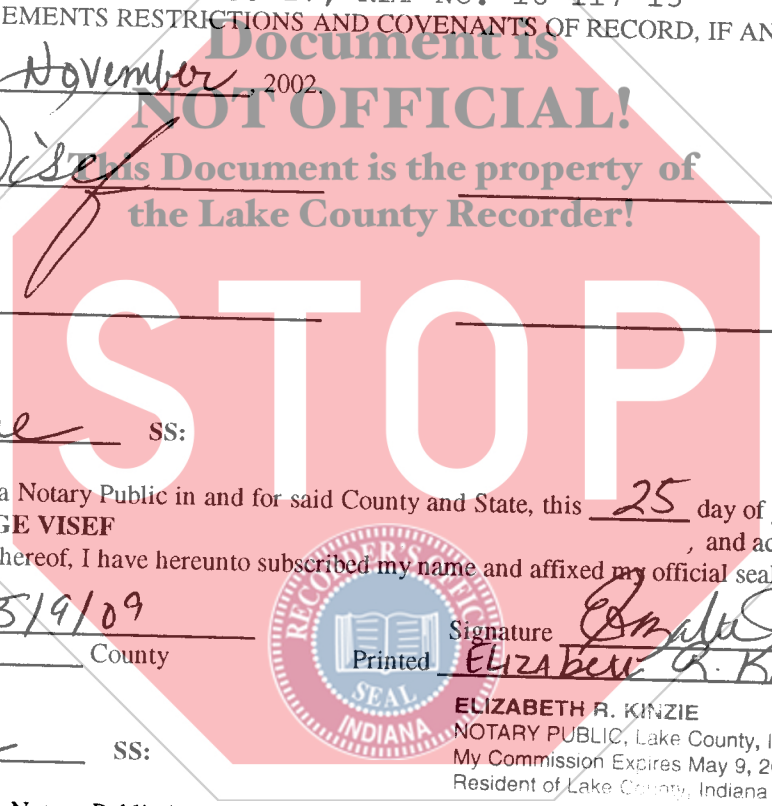 EMENTS RESTRICTIONS AND COVENANTS OF RECORD, IF AN
Document is
November, 2002.
NOT OFFICIAL!
Visef
This Document is the property of
the Lake County Recorder!
STOP
SS:
a Notary Public in and for said County and State, this 25 day of
GE VISEF
, and ac
hereof, I have hereunto subscribed my name and affixed my official seal
5/9/09
Signature
County
Printed Elizabeth R. K
RECORDER'S OFFICE
SEAL
INDIANA
ELIZABETH R. KINZIE
NOTARY PUBLIC, Lake County, I
My Commission Expires May 9, 20
SS:
Resident of Lake County, Indiana